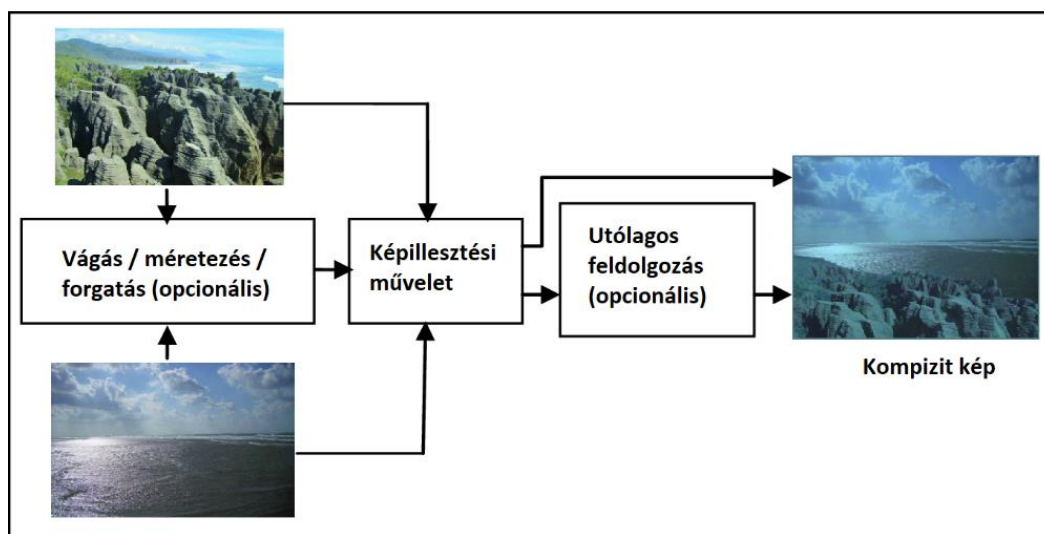 Vágás / méretezés /
forgatás (opcionális)
Képillesztési
művelet
Utólagos
feldolgozás
(opcionális)
Kompizit kép